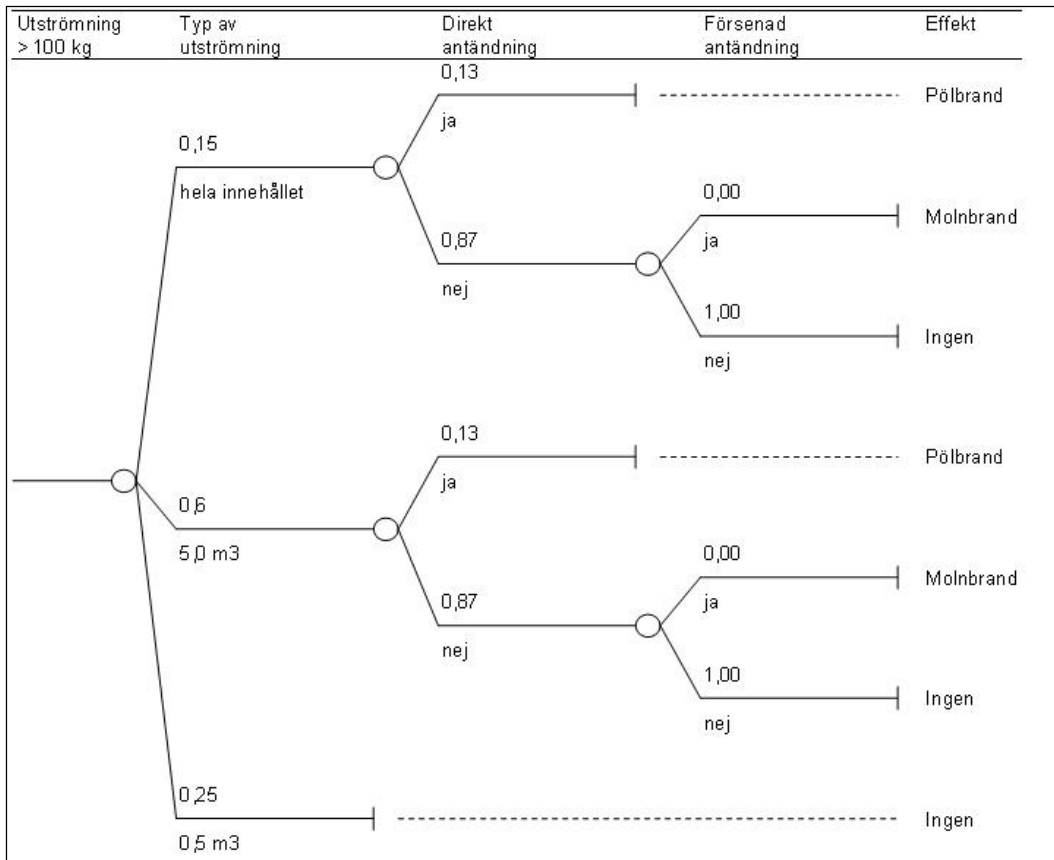 Utströmning
> 100 kg
Typ av
utströmning
Direkt
antändning
Försenad
antändning
Effekt
0,13
ja
Pölbrand
0,15
hela innehållet
0,00
ja
Molnbrand
0,87
nej
1,00
nej
Ingen
0,13
ja
Pölbrand
0,6
5,0 m3
0,00
ja
Molnbrand
0,87
nej
1,00
nej
Ingen
0,25
0,5 m3
Ingen